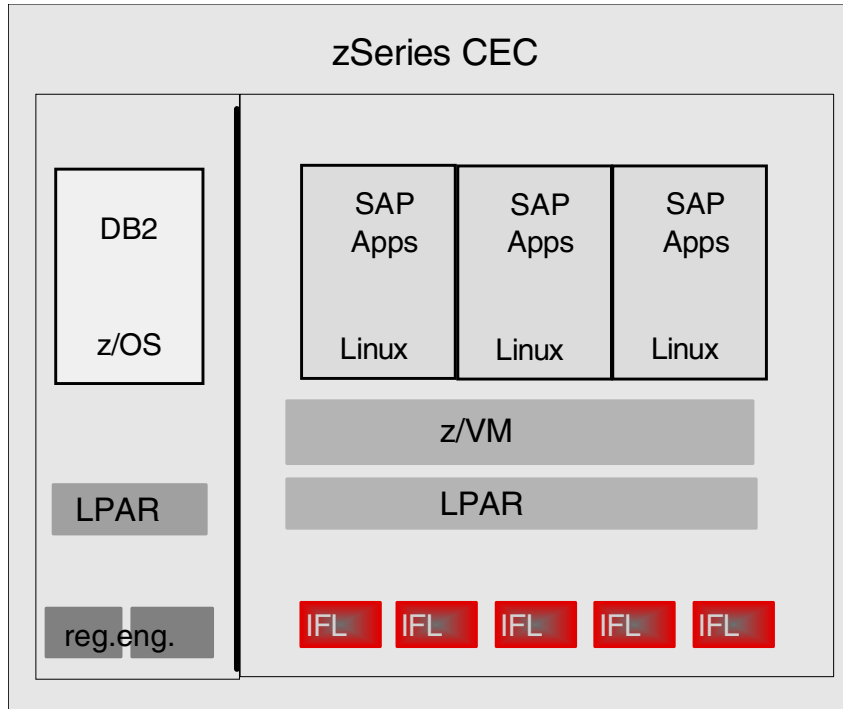 zSeries CEC
DB2
z/OS
LPAR
reg.eng.
SAP
Apps
Linux
SAP
Apps
Linux
SAP
Apps
Linux
z/VM
LPAR
IFL
IFL
IFL
IFL
IFL